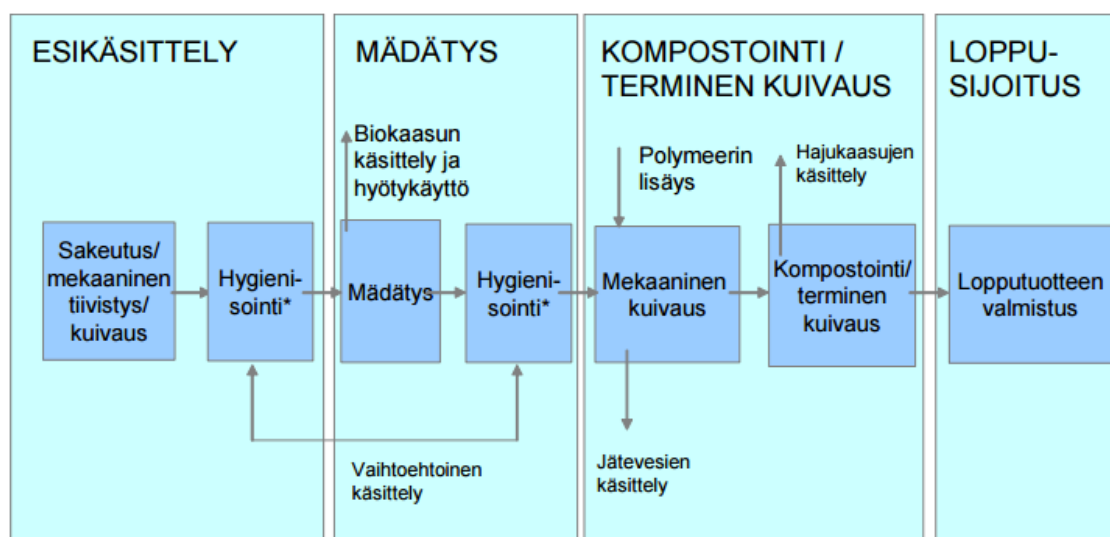 ESIKÄSITTELY
MÄDÄTYS
KOMPOSTOINTI /
TERMINEN KUIVAUS
LOPPU-
SIJOITUS
Biokaasun
käsittely ja
hyötykäyttö
Polymeerin
lisäys
Hajukaasujen
käsittely
Sakeutus/
mekaaninen
tiivistys/
kuivaus
Hygieni-
sointi*
Mädätys
Hygieni-
sointi*
Mekaaninen
kuivaus
Kompostointi/
terminen
kuivaus
Lopputuotteen
valmistus
Vaihtoehtoinen
käsittely
Jätevesien
käsittely